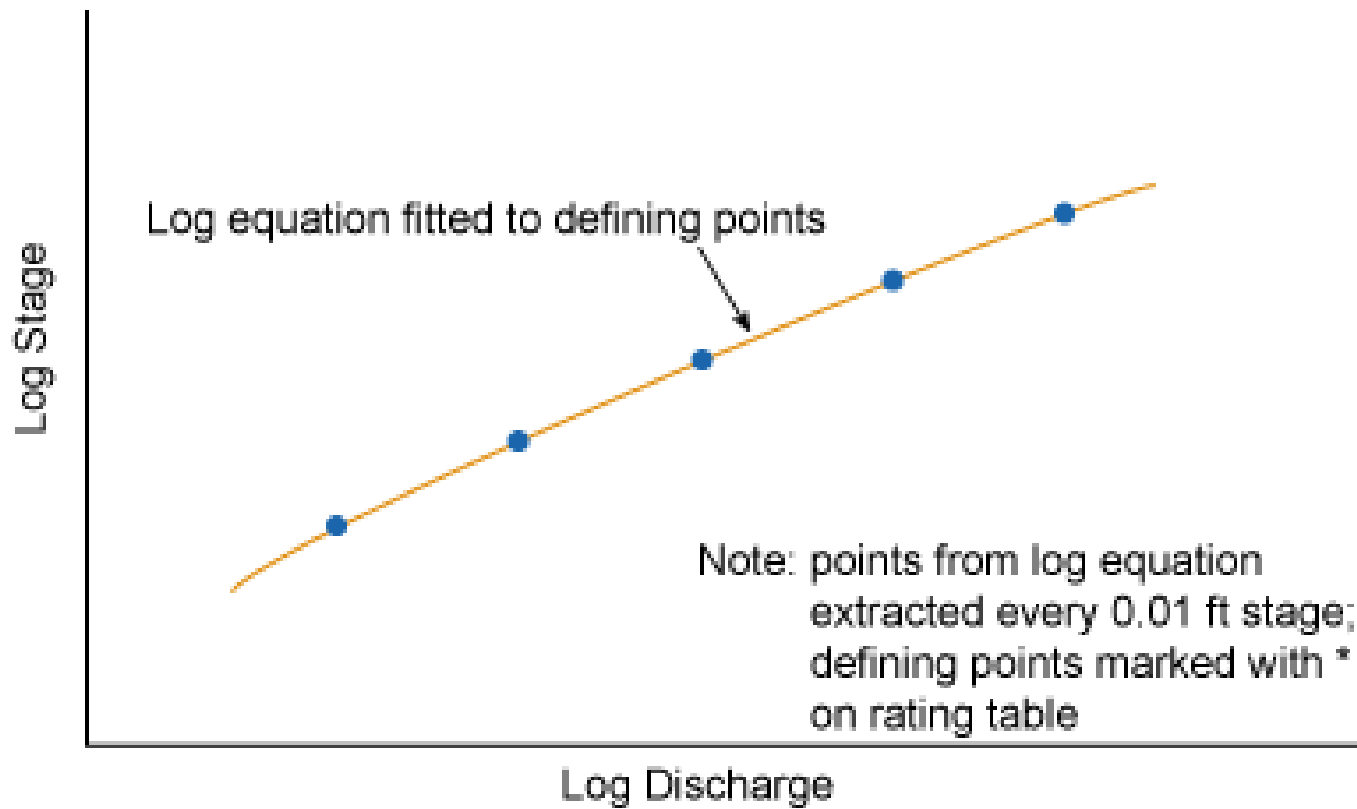 Log equation fitted to defining points
Log Stage
Note: points from log equation
extracted every 0.01 ft stage;
defining points marked with *
on rating table
Log Discharge